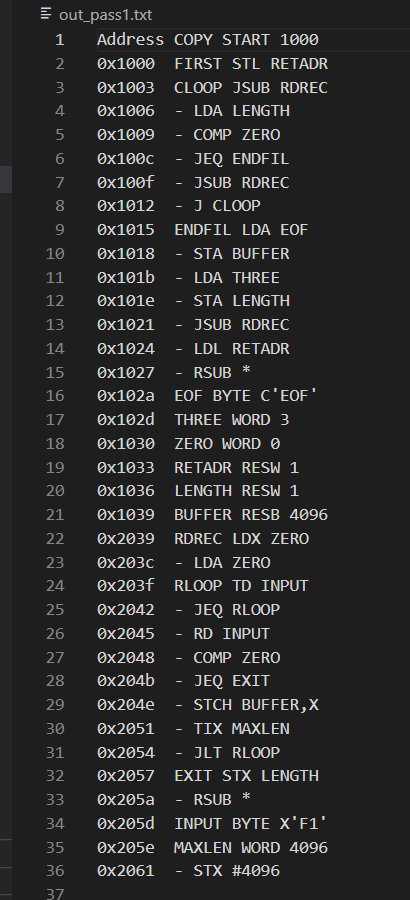 out_pass1.txt
1 Address COPY START 1000
2 0x1000 FIRST STL RETADR
3 0x1003 CLOOP JSUB RDREC
4 0x1006 - LDA LENGTH
5 0x1009 - COMP ZERO
6 0x100c - JEQ ENDFIL
7 0x100f - JSUB RDREC
8 0x1012 - J CLOOP
9 0x1015 ENDFIL LDA EOF
10 0x1018 - STA BUFFER
11 0x101b - LDA THREE
12 0x101e - STA LENGTH
13 0x1021 - JSUB RDREC
14 0x1024 - LDL RETADR
15 0x1027 - RSUB *
16 0x102a EOF BYTE C'EOF'
17 0x102d THREE WORD 3
18 0x1030 ZERO WORD 0
19 0x1033 RETADR RESW 1
20 0x1036 LENGTH RESW 1
21 0x1039 BUFFER RESB 4096
22 0x2039 RDREC LDX ZERO
23 0x203c - LDA ZERO
24 0x203f RLOOP TD INPUT
25 0x2042 - JEQ RLOOP
26 0x2045 - RD INPUT
27 0x2048 - COMP ZERO
28 0x204b - JEQ EXIT
29 0x204e - STCH BUFFER,X
30 0x2051 - TIX MAXLEN
31 0x2054 - JLT RLOOP
32 0x2057 EXIT STX LENGTH
33 0x205a - RSUB *
34 0x205d INPUT BYTE X'F1'
35 0x205e MAXLEN WORD 4096
36 0x2061 - STX #4096
37